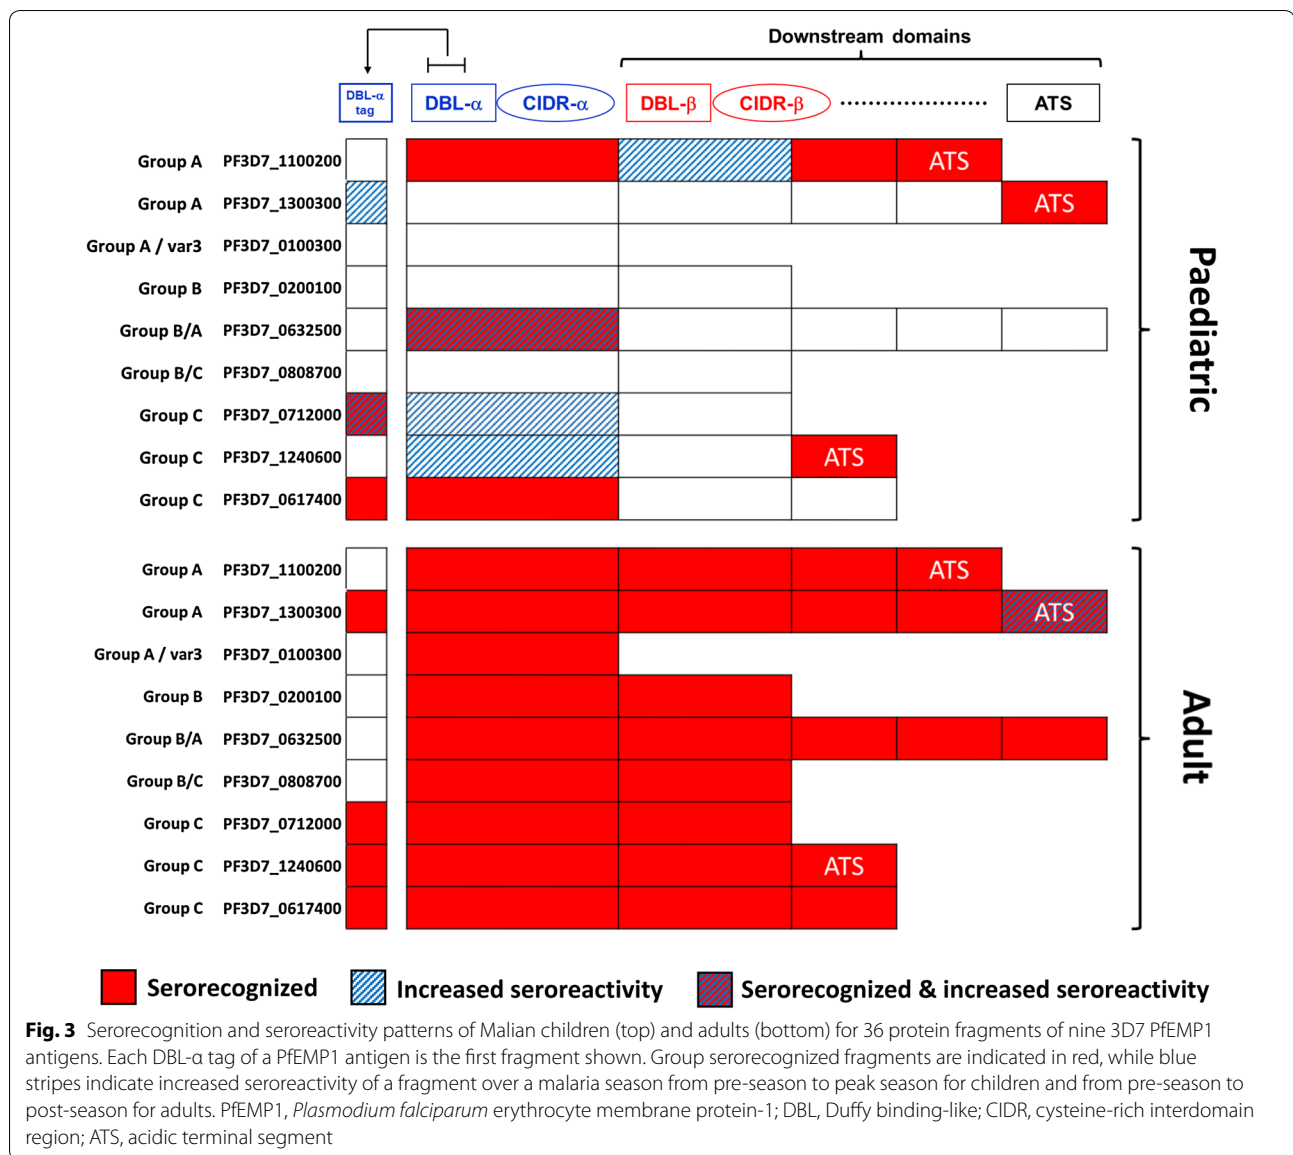 Downstream domains
DBL-α
tag
DBL-α
CIDR-α
DBL-β
CIDR-β
ATS
Group A PF3D7_1100200 ATS
Group A PF3D7_1300300 ATS
Group A / var3 PF3D7_0100300
Group B PF3D7_0200100
Group B/A PF3D7_0632500
Group B/C PF3D7_0808700
Group C PF3D7_0712000
Group C PF3D7_1240600 ATS
Group C PF3D7_0617400
Paediatric
Group A PF3D7_1100200 ATS
Group A PF3D7_1300300 ATS
Group A / var3 PF3D7_0100300
Group B PF3D7_0200100
Group B/A PF3D7_0632500
Group B/C PF3D7_0808700
Group C PF3D7_0712000
Group C PF3D7_1240600 ATS
Group C PF3D7_0617400
Adult
Serorecognized Increased seroreactivity Serorecognized & increased seroreactivity
Fig. 3 Serorecognition and seroreactivity patterns of Malian children (top) and adults (bottom) for 36 protein fragments of nine 3D7 PfEMP1
antigens. Each DBL-α tag of a PfEMP1 antigen is the first fragment shown. Group serorecognized fragments are indicated in red, while blue
stripes indicate increased seroreactivity of a fragment over a malaria season from pre-season to peak season for children and from pre-season to
post-season for adults. PfEMP1, Plasmodium falciparum erythrocyte membrane protein-1; DBL, Duffy binding-like; CIDR, cysteine-rich interdomain
region; ATS, acidic terminal segment